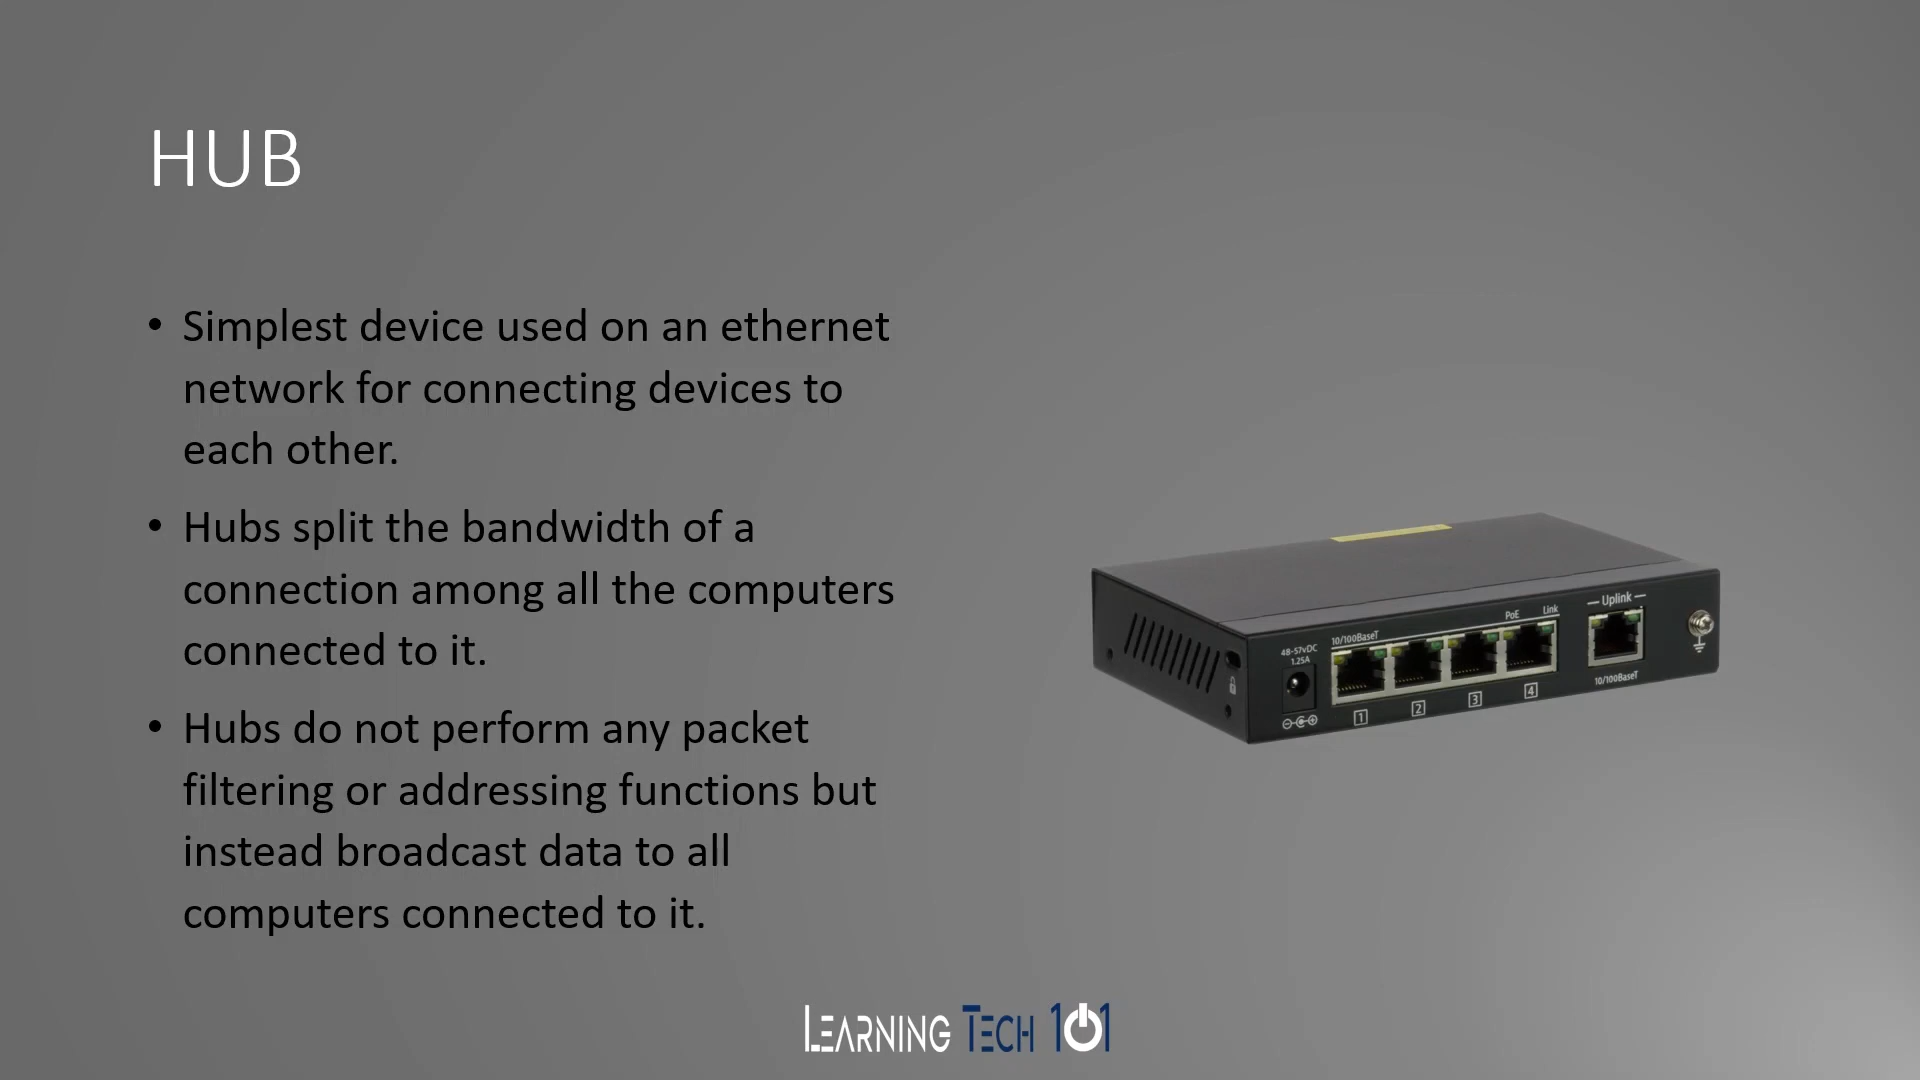 HUB
• Simplest device used on an ethernet
network for connecting devices to
each other.
• Hubs split the bandwidth of a
connection among all the computers
connected to it.
• Hubs do not perform any packet
filtering or addressing functions but
instead broadcast data to all
computers connected to it.
48-57vDC
1.25A
10/100BaseT
PoE Link
Uplink
10/100BaseT
1 2 3 4
LEARNING TECH 101